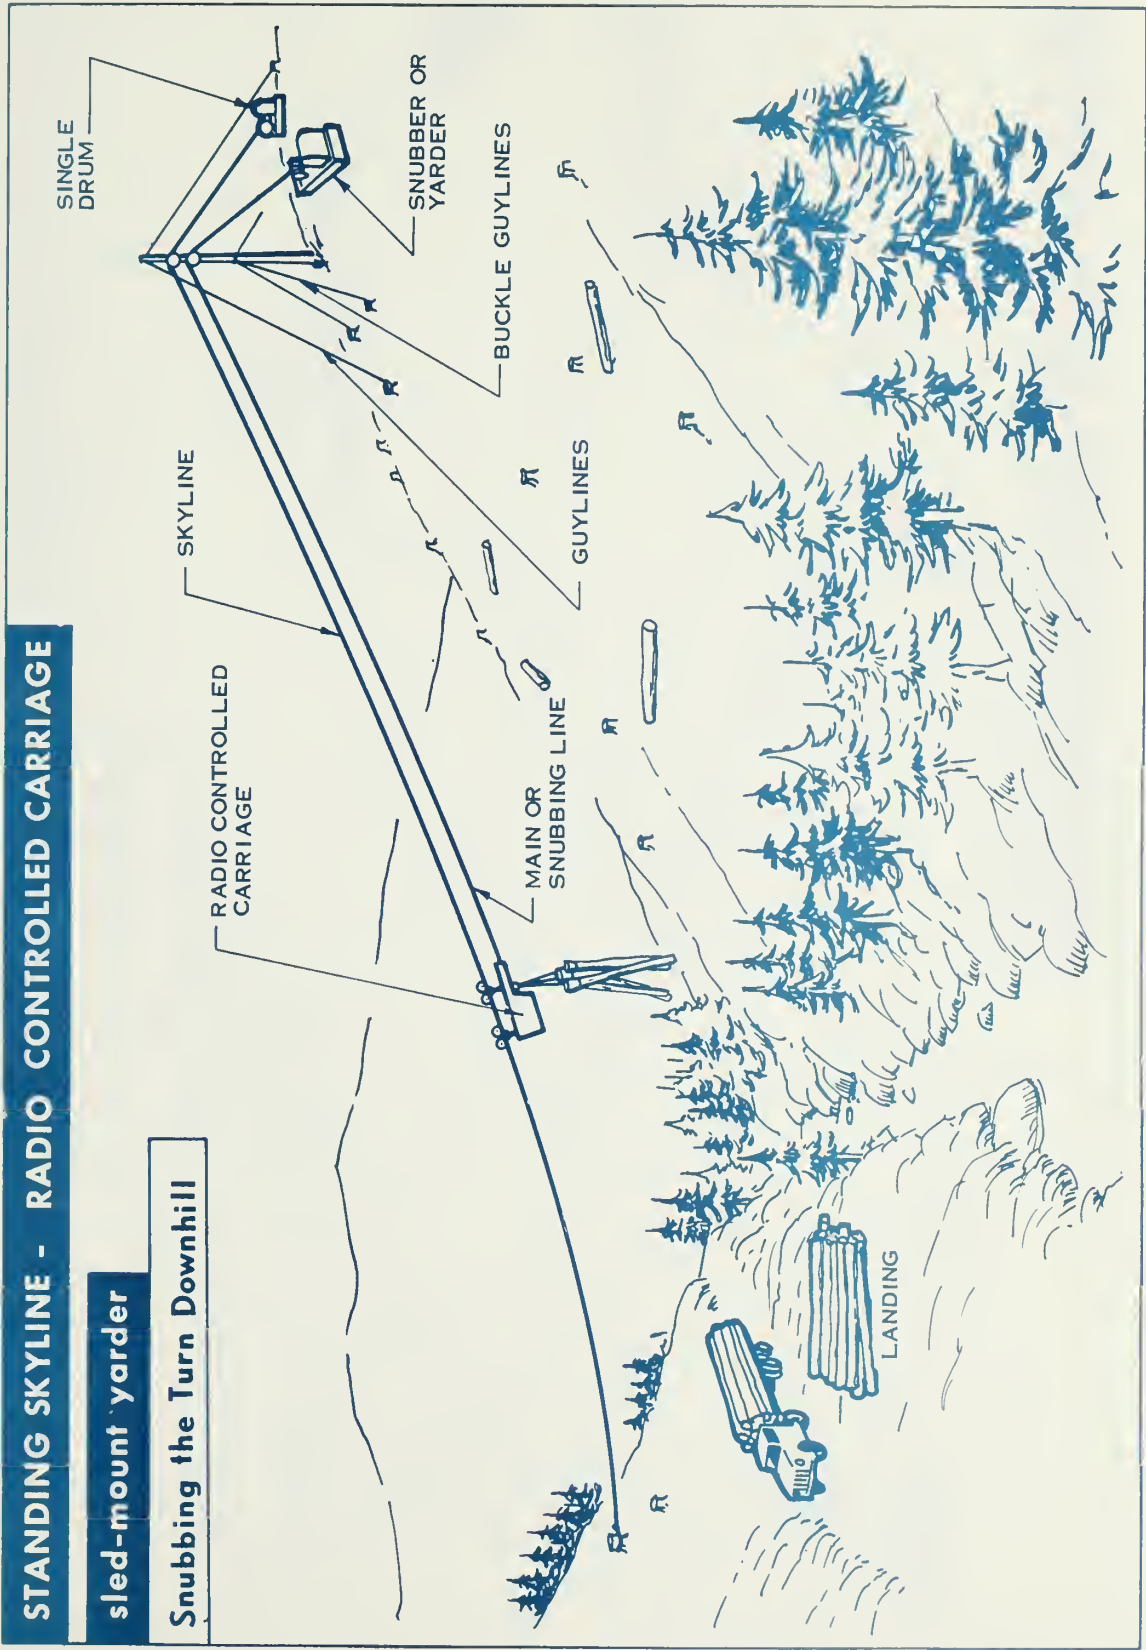 STANDING SKYLINE - RADIO CONTROLLED CARRIAGE
sled-mount yarder
Snubbing the Turn Downhill
SINGLE
DRUM
SKYLINE
RADIO CONTROLLED
CARRIAGE
SNUBBER OR
YARDER
BUCKLE GUYLINES
GUYLINES
MAIN OR
SNUBBING LINE
LANDING